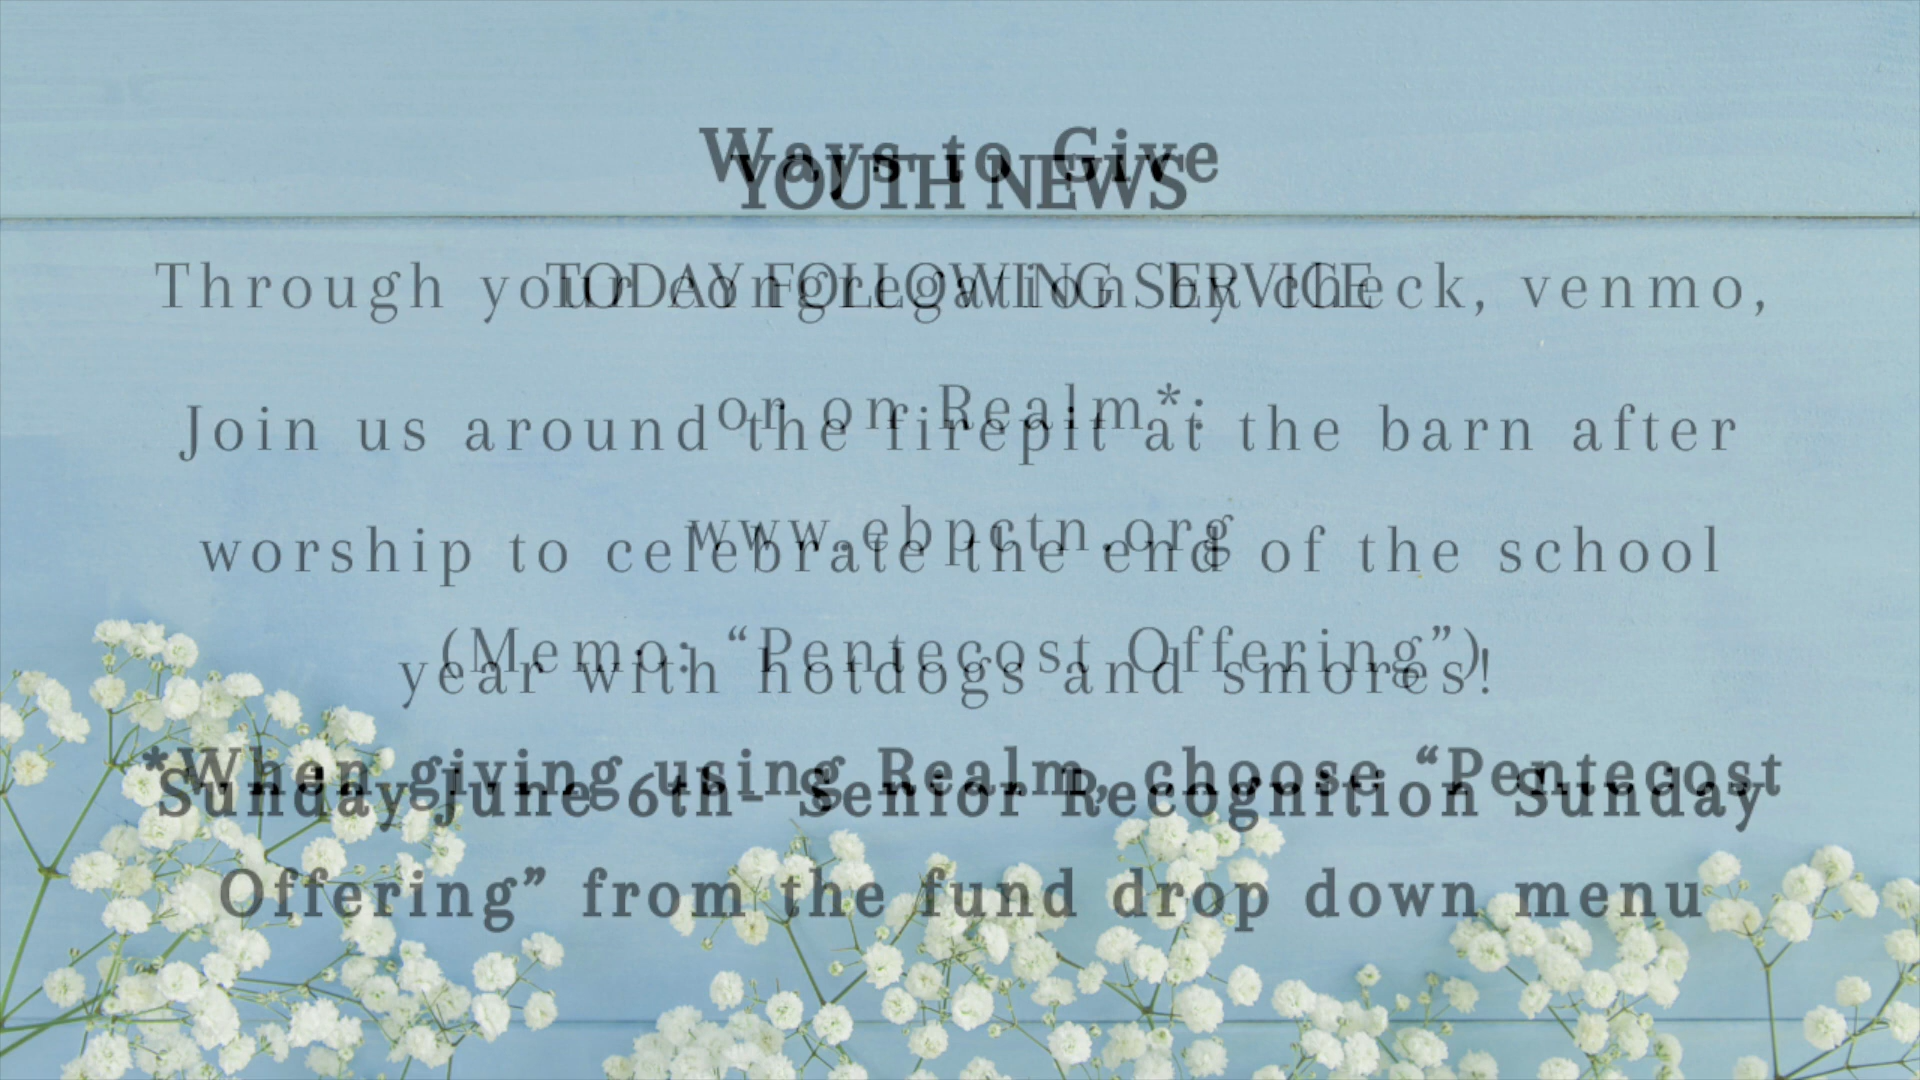 Ways to Give
Through your congregation by check, venmo,
or on Realm*:
www.ebpctn.org
(Memo: “Pentecost Offering”)
*When giving using Realm, choose “Pentecost
Offering” from the fund drop down menu
YOUTH NEWS
TODAY FOLLOWING SERVICE
Join us around the firepit at the barn after
worship to celebrate the end of the school
year with hotdogs and smores!
Sunday June 6th- Senior Recognition Sunday